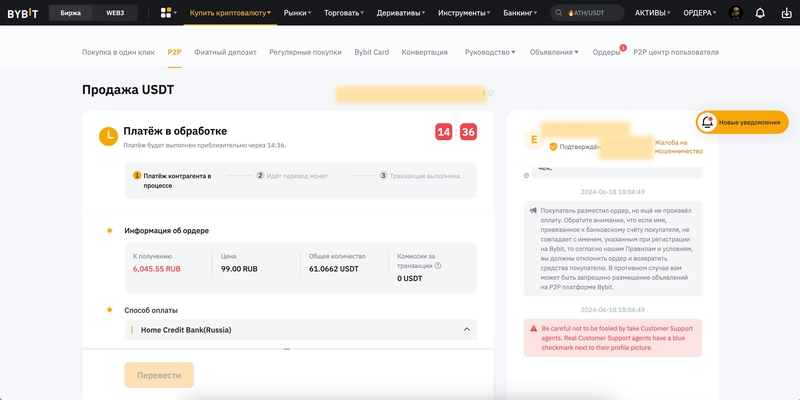 BYBIT Биржа WEB3 Купить криптовалюту Рынки Торговать Деривативы Инструменты Банкинг ATH/USDT АКТИВЫ ОРДЕРА
Покупка в один клик P2P Фиатный депозит Регулярные покупки Bybit Card Конвертация Руководство Объявления Ордеры P2P центр пользователя
Продажа USDT
Платёж в обработке
14 : 36
Платёж будет выполнен приблизительно через 14:36.
1 Платёж контрагента в
процессе
2 Идёт перевод монет
3 Транзакция выполнена
Информация об ордере
К получению
6,045.55 RUB
Цена
99.00 RUB
Общее количество
61.0662 USDT
Комиссии за
транзакции
0 USDT
Способ оплаты
Home Credit Bank(Russia)
Перевести
Новые уведомления
E
Подтверждён
Жалоба на
мошенничество
чек.
2024-06-18 18:04:49
Покупатель разместил ордер, но ещё не произвёл
оплату. Обратите внимание, что если имя,
привязанное к банковскому счёту покупателя, не
совпадает с именем, указанным при регистрации
на Bybit, то согласно нашим Правилам и условиям,
вы должны отклонить ордер и возвратить
средства покупателю. В противном случае вам
может быть запрещено размещение объявлений
на P2P платформе Bybit.
2024-06-18 18:04:49
Be careful not to be fooled by fake Customer Support
agents. Real Customer Support agents have a blue
checkmark next to their profile picture.